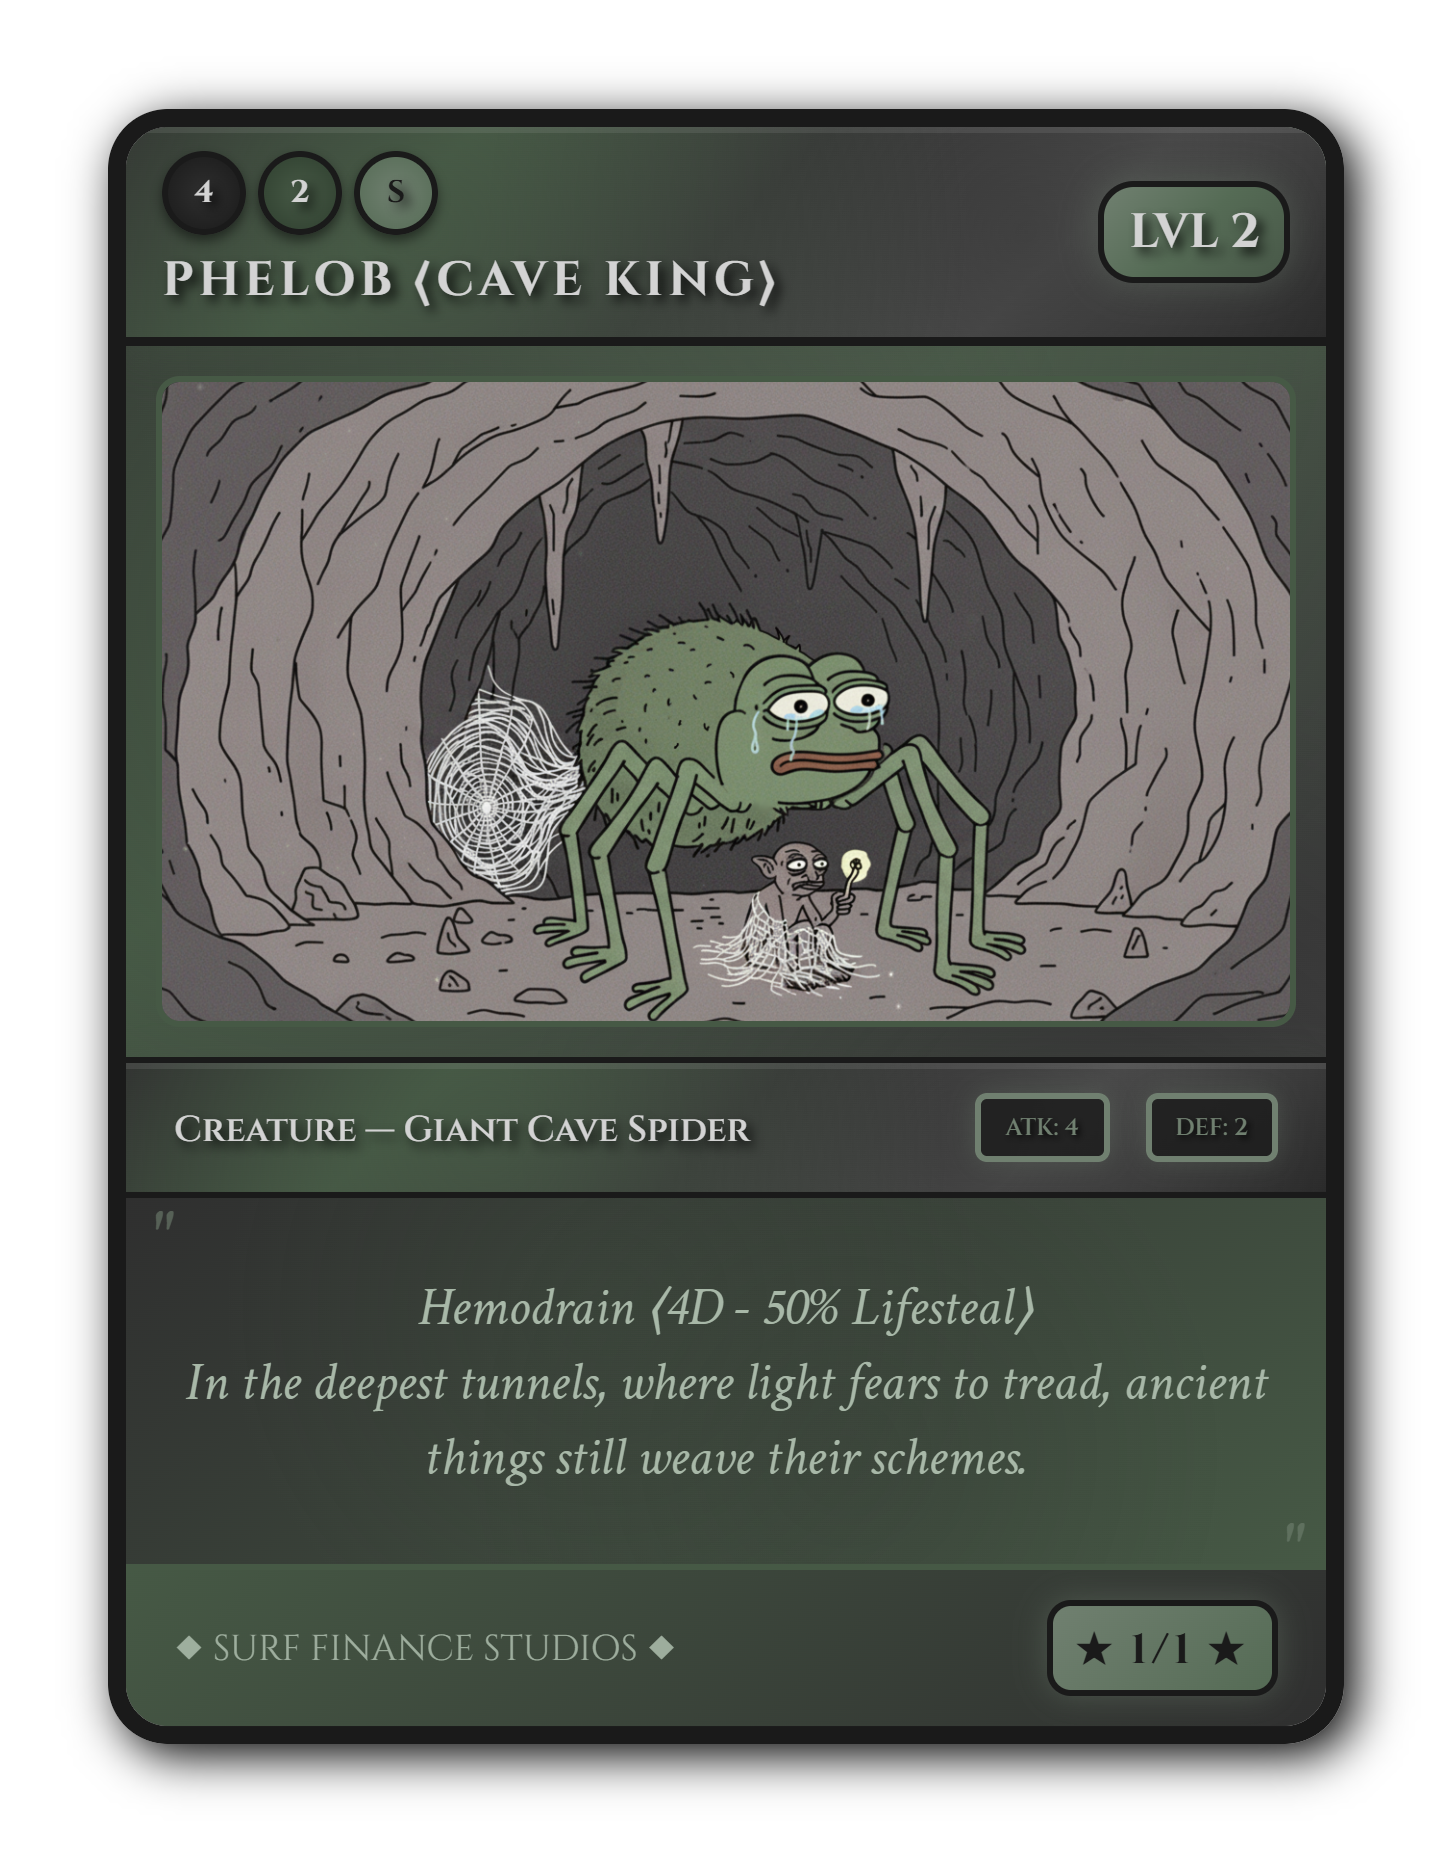 4 2 S
PHELOB ⟨CAVE KING⟩
LVL 2
Creature — Giant Cave Spider
ATK: 4
DEF: 2
"
Hemodrain ⟨4D - 50% Lifesteal⟩
In the deepest tunnels, where light fears to tread, ancient
things still weave their schemes.
"
◆ SURF FINANCE STUDIOS ◆
★ 1/1 ★